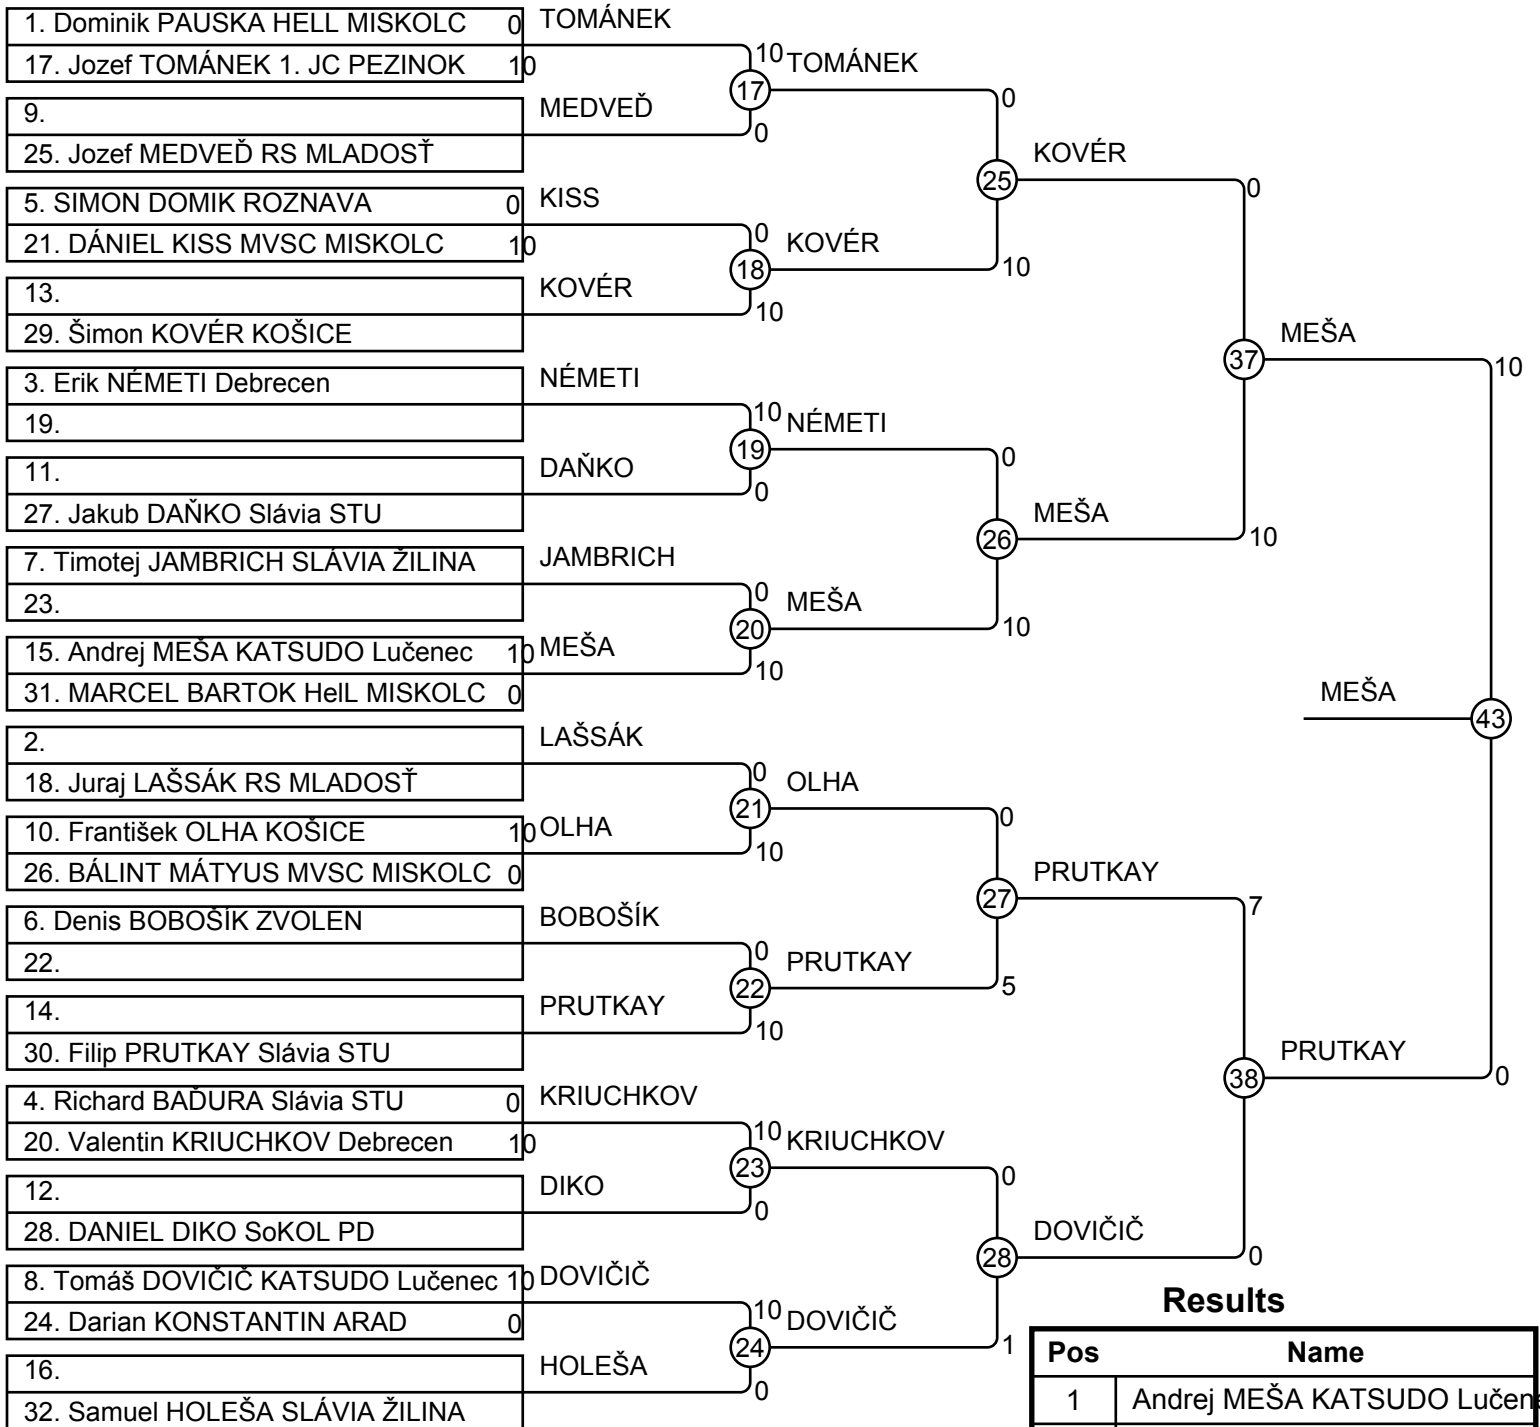 1. Dominik PAUSKA HELL MISKOLC 0
17. Jozef TOMÁNEK 1. JC PEZINOK 10
9.
25. Jozef MEDVEĎ RS MLADOSŤ
5. SIMON DOMIK ROZNAVA 0
21. DÁNIEL KISS MVSC MISKOLC 10
13.
29. Šimon KOVÉR KOŠICE
3. Erik NÉMETI Debrecen
19.
11.
27. Jakub DAŇKO Slávia STU
7. Timotej JAMBRICH SLÁVIA ŽILINA
23.
15. Andrej MEŠA KATSUDO Lučenec 10
31. MARCEL BARTOK HelL MISKOLC 0
2.
18. Juraj LAŠSÁK RS MLADOSŤ
10. František OLHA KOŠICE 10
26. BÁLINT MÁTYUS MVSC MISKOLC 0
6. Denis BOBOŠÍK ZVOLEN
22.
14.
30. Filip PRUTKAY Slávia STU
4. Richard BAĎURA Slávia STU 0
20. Valentin KRIUCHKOV Debrecen 10
12.
28. DANIEL DIKO SoKOL PD
8. Tomáš DOVIČIČ KATSUDO Lučenec 10
24. Darian KONSTANTIN ARAD 0
16.
32. Samuel HOLEŠA SLÁVIA ŽILINA
TOMÁNEK
10
17
MEDVEĎ
0
KISS
0
18
KOVÉR
10
NÉMETI
10
19
DAŇKO
0
JAMBRICH
0
20
MEŠA
10
LAŠSÁK
0
21
OLHA
10
BOBOŠÍK
0
22
PRUTKAY
10
KRIUCHKOV
10
23
DIKO
0
DOVIČIČ
10
24
HOLEŠA
0
TOMÁNEK
0
25
KOVÉR
10
NÉMETI
0
26
MEŠA
10
OLHA
0
27
PRUTKAY
5
KRIUCHKOV
0
28
DOVIČIČ
1
KOVÉR
0
37
MEŠA
10
PRUTKAY
7
38
DOVIČIČ
0
MEŠA
10
43
PRUTKAY
0
MEŠA
Results
Pos Name
1 Andrej MEŠA KATSUDO Lučen